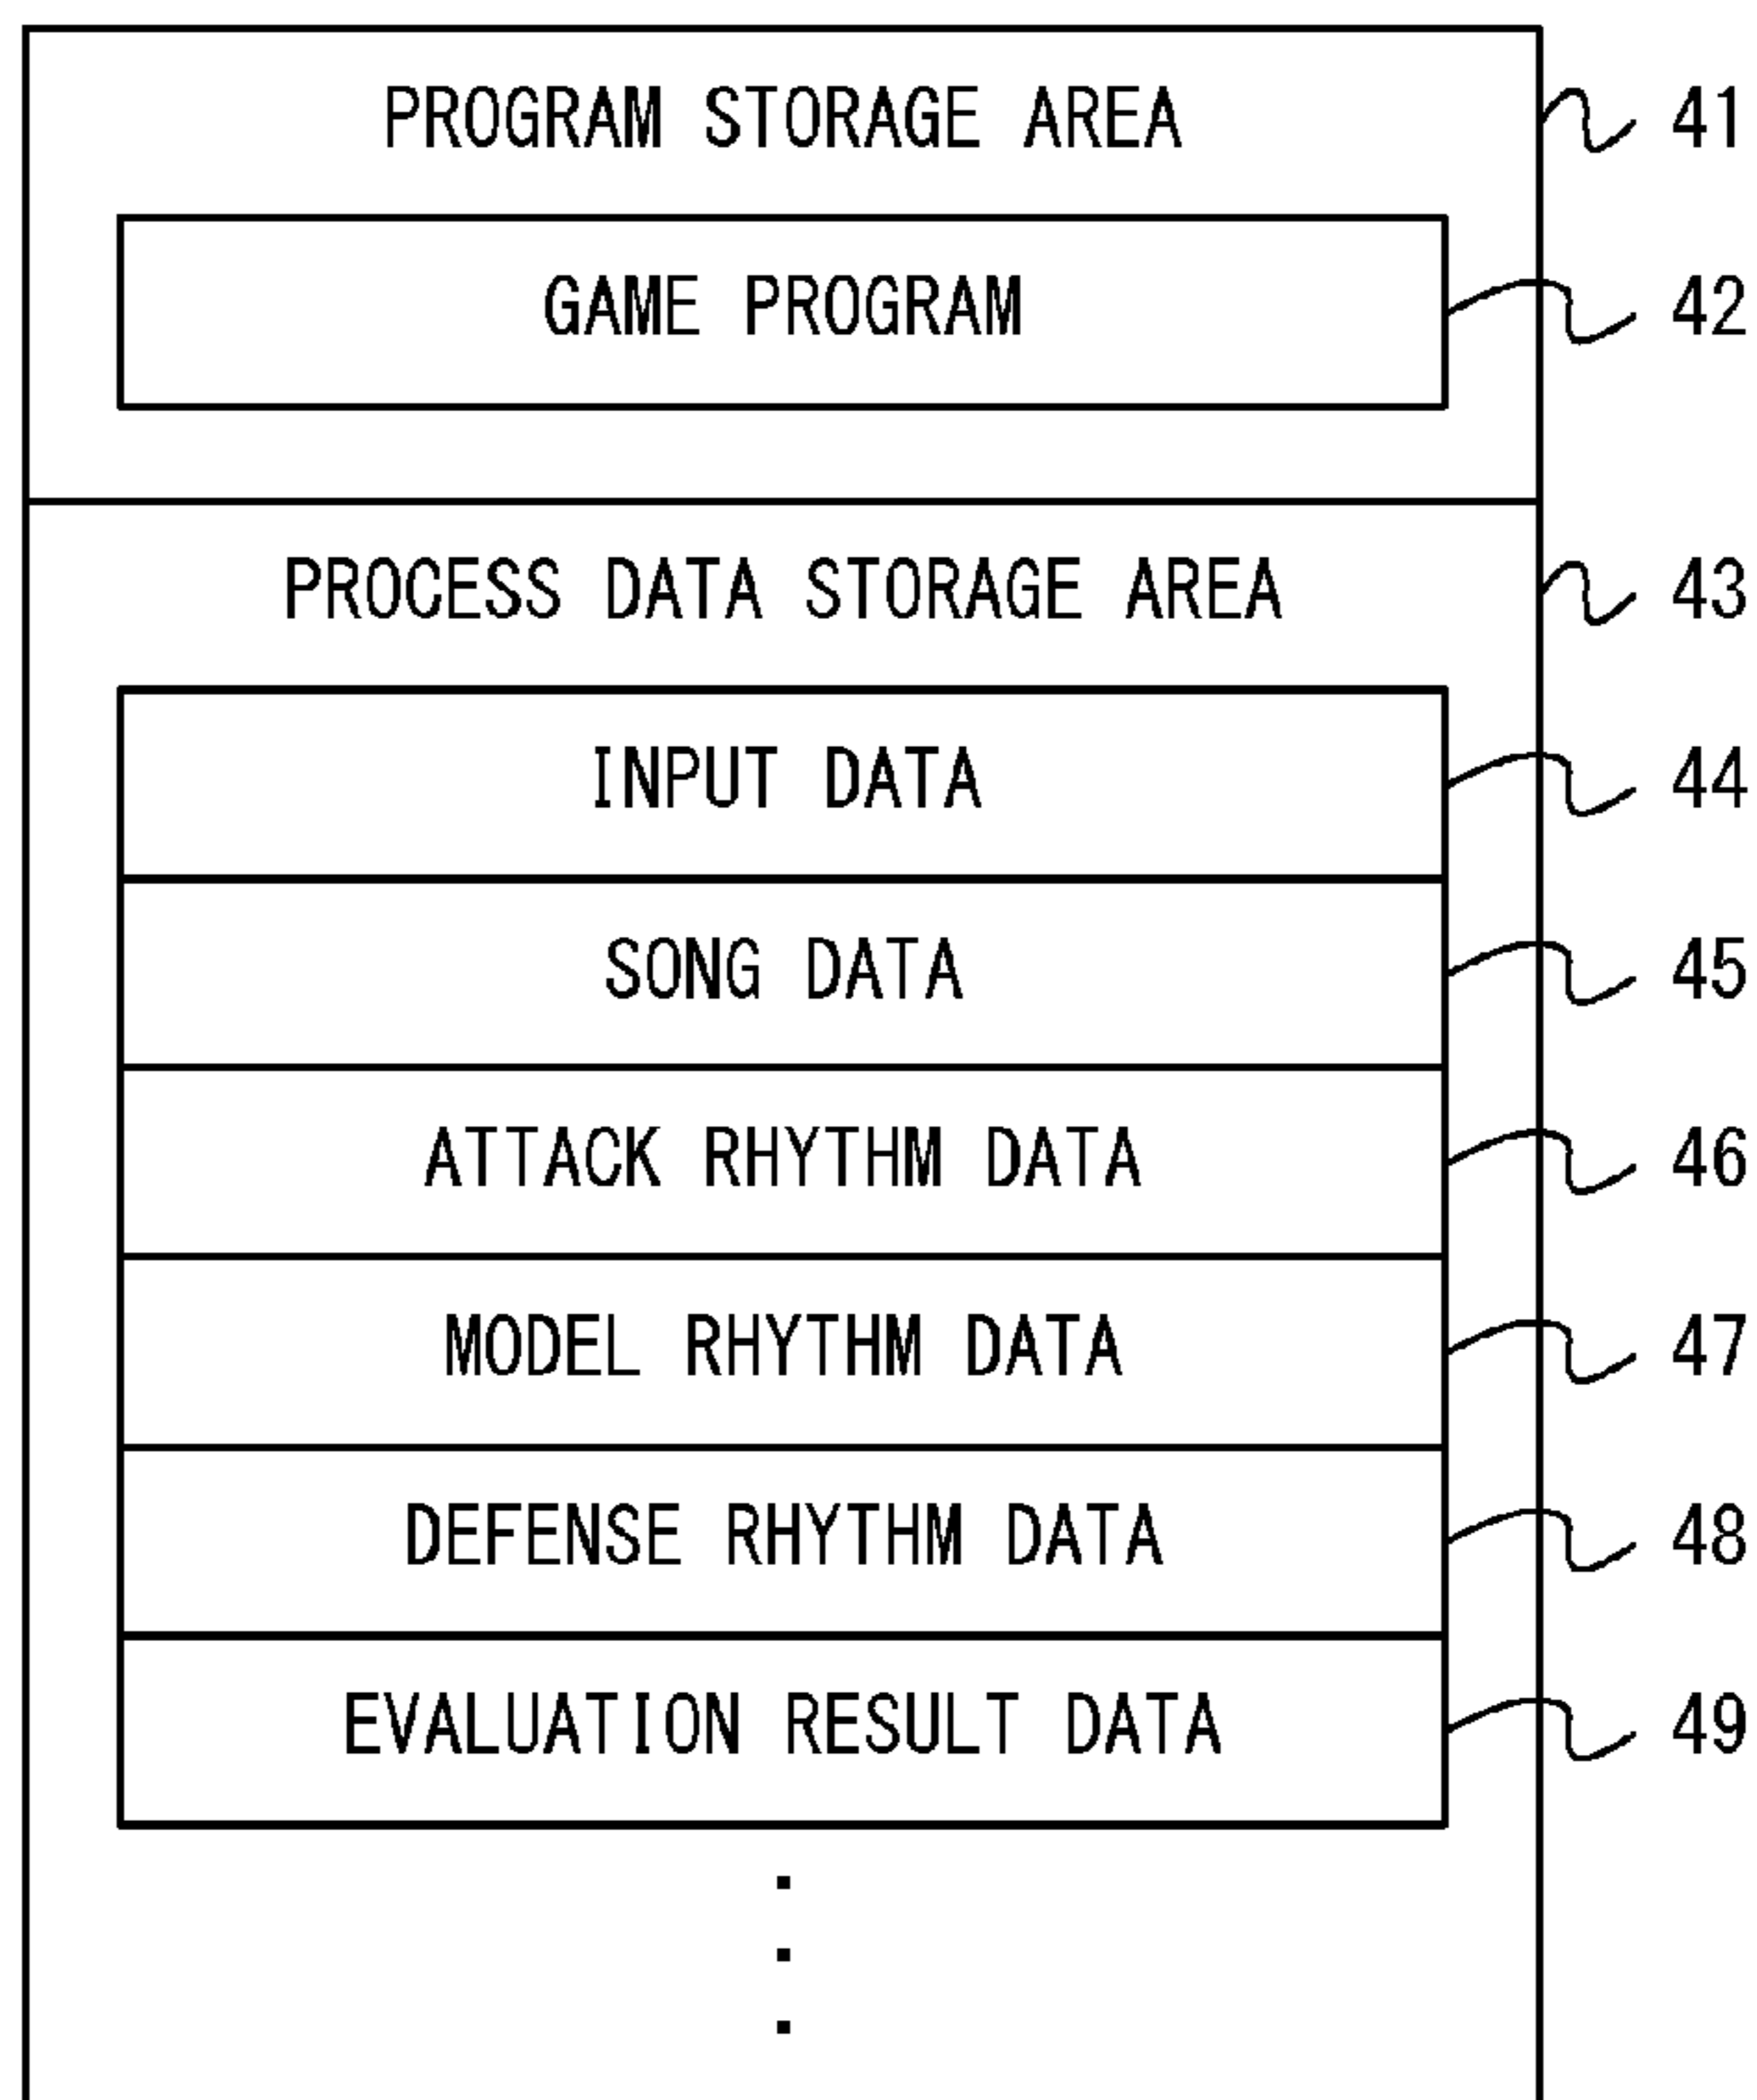 PROGRAM STORAGE AREA 41
GAME PROGRAM 42
PROCESS DATA STORAGE AREA 43
INPUT DATA 44
SONG DATA 45
ATTACK RHYTHM DATA 46
MODEL RHYTHM DATA 47
DEFENSE RHYTHM DATA 48
EVALUATION RESULT DATA 49